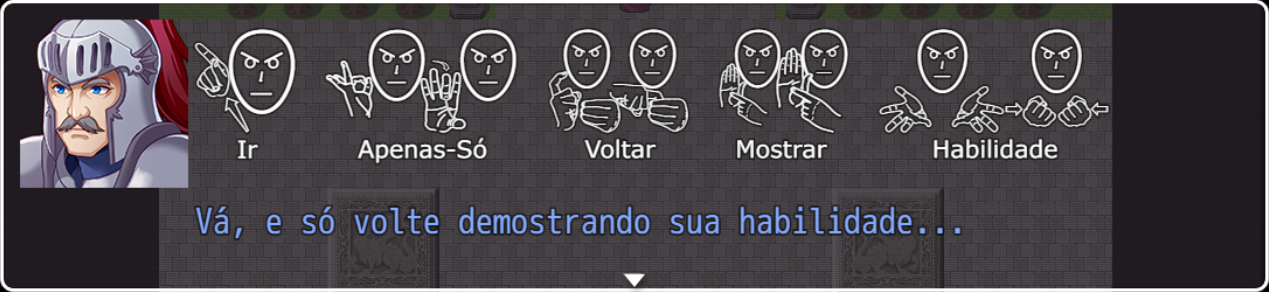 Ir Apenas-Só Voltar Mostrar Habilidade
Vá, e só volte demostrando sua habilidade...